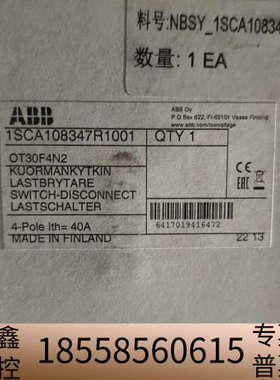 料号:NBSY_1SCA10834
数量: 1 EA
ABB
ABB Oy
P.O.Box 622, FI-65101 Vaasa Finland
www.abb.com/lowvoltage
1SCA108347R1001
QTY 1
OT30F4N2
KUORMANKYTKIN
LASTBRYTARE
SWITCH-DISCONNECT
LASTSCHALTER
4-Pole Ith= 40A
MADE IN FINLAND
6417019416472
22 13
鑫
控
18558560615
专
普